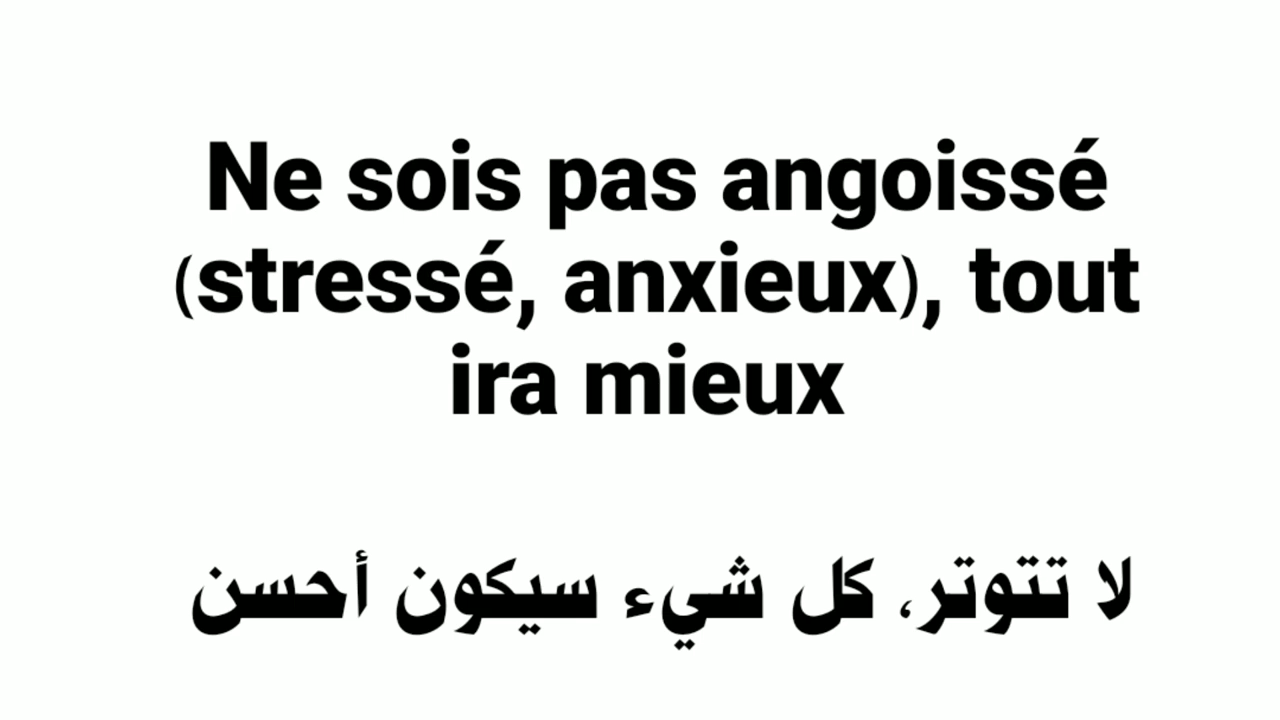 Ne sois pas angoissé
(stressé, anxieux), tout
ira mieux
لا تتوتر، كل شيء سيكون أحسن